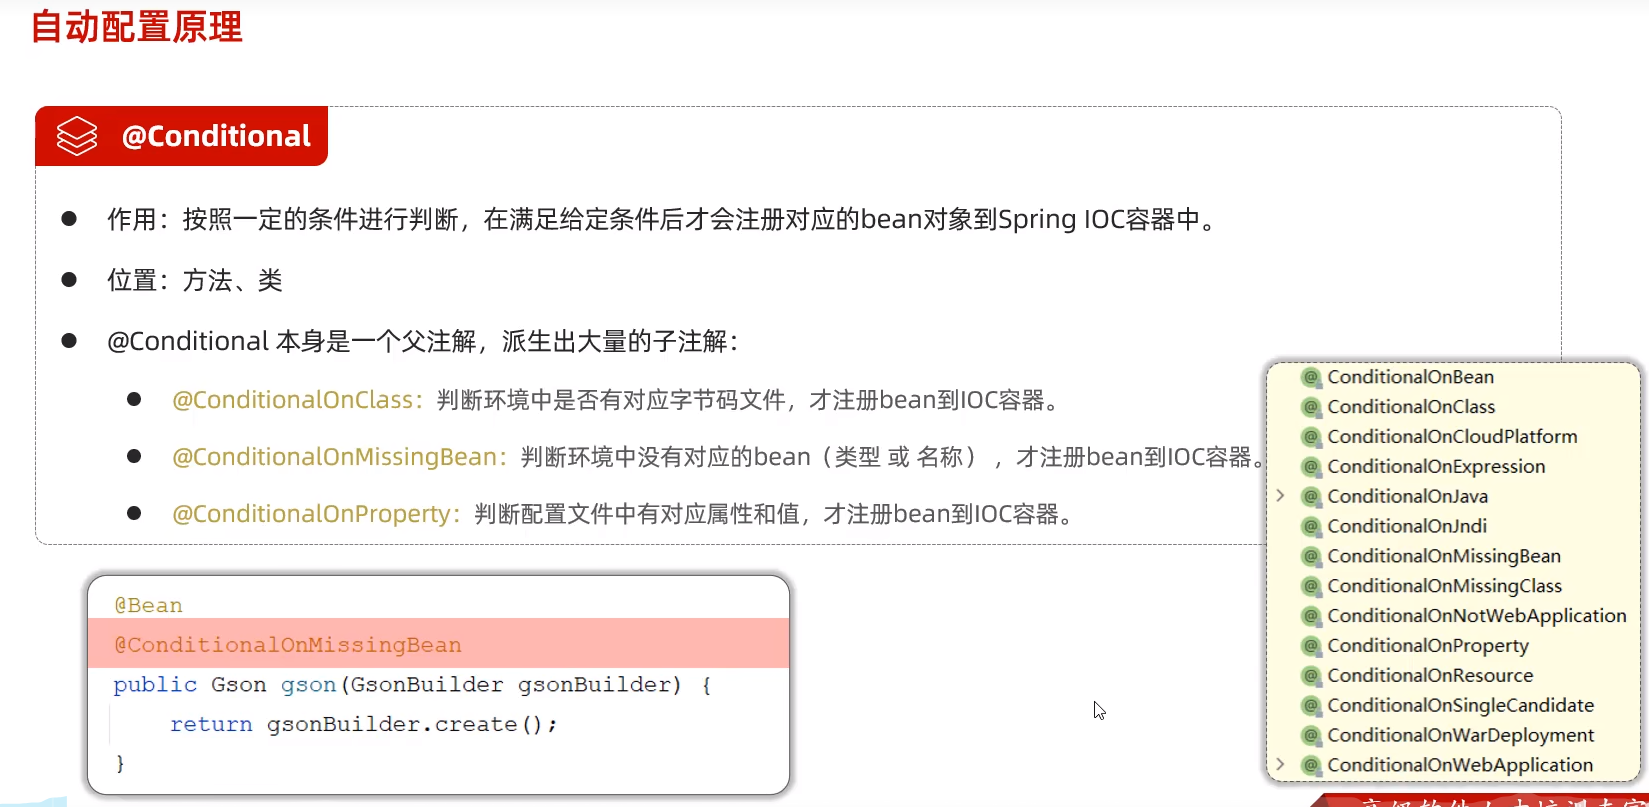 自动配置原理
@Conditional
作用：按照一定的条件进行判断，在满足给定条件后才会注册对应的bean对象到Spring IOC容器中。
位置：方法、类
@Conditional 本身是一个父注解，派生出大量的子注解：
@ConditionalOnClass：判断环境中是否有对应字节码文件，才注册bean到IOC容器。
@ConditionalOnMissingBean：判断环境中没有对应的bean（类型 或 名称），才注册bean到IOC容器。
@ConditionalOnProperty：判断配置文件中有对应属性和值，才注册bean到IOC容器。
@Bean
@ConditionalOnMissingBean
public Gson gson(GsonBuilder gsonBuilder) {
return gsonBuilder.create();
}
ConditionalOnBean
ConditionalOnClass
ConditionalOnCloudPlatform
ConditionalOnExpression
ConditionalOnJava
ConditionalOnJndi
ConditionalOnMissingBean
ConditionalOnMissingClass
ConditionalOnNotWebApplication
ConditionalOnProperty
ConditionalOnResource
ConditionalOnSingleCandidate
ConditionalOnWarDeployment
ConditionalOnWebApplication